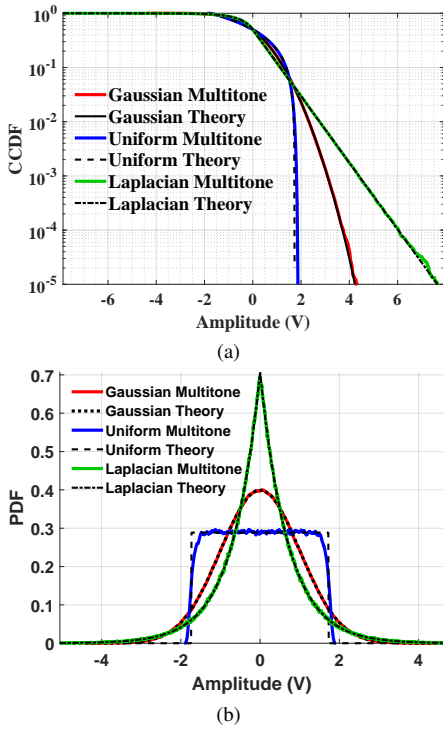 10^0
10^-1
10^-2
10^-3
10^-4
10^-5
CCDF
Gaussian Multitone
Gaussian Theory
Uniform Multitone
Uniform Theory
Laplacian Multitone
Laplacian Theory
-6 -4 -2 0 2 4 6
Amplitude (V)
(a)
0.7
0.6
0.5
0.4
0.3
0.2
0.1
0
PDF
Gaussian Multitone
Gaussian Theory
Uniform Multitone
Uniform Theory
Laplacian Multitone
Laplacian Theory
-4 -2 0 2 4
Amplitude (V)
(b)